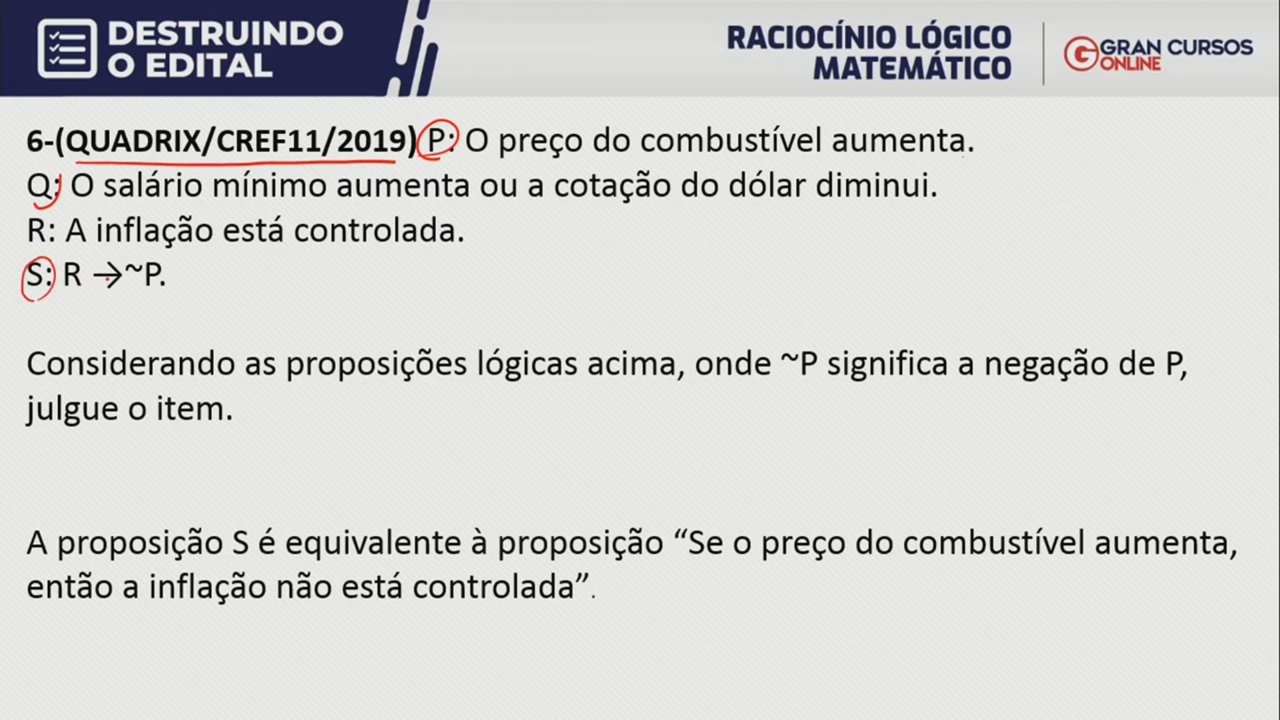 DESTRUINDO
O EDITAL
RACIOCÍNIO LÓGICO
MATEMÁTICO
GRAN CURSOS
ONLINE
6-(QUADRIX/CREF11/2019) P: O preço do combustível aumenta.
Q: O salário mínimo aumenta ou a cotação do dólar diminui.
R: A inflação está controlada.
S: R →~P.
Considerando as proposições lógicas acima, onde ~P significa a negação de P,
julgue o item.
A proposição S é equivalente à proposição “Se o preço do combustível aumenta,
então a inflação não está controlada”.